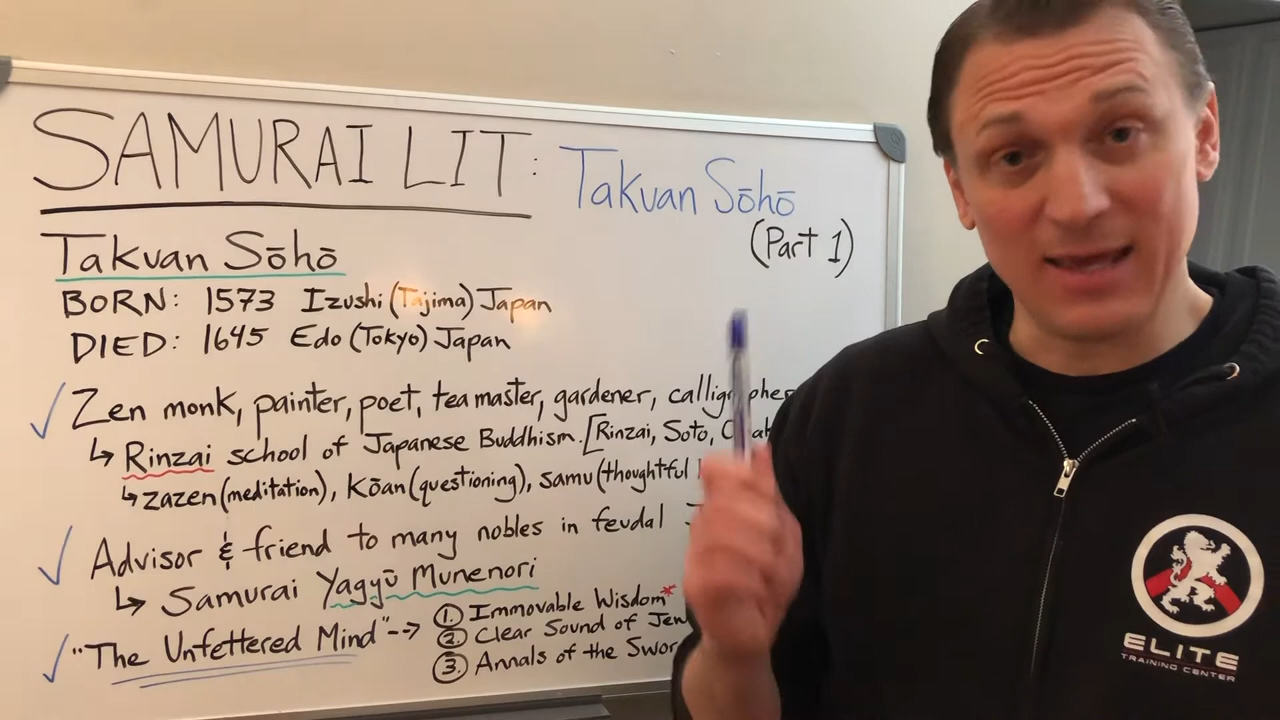 SAMURAI LIT: Takuan Sōhō
(Part 1)
Takuan Sōhō
BORN: 1573 Izushi (Tajima) Japan
DIED: 1645 Edo (Tokyo) Japan
✓ Zen monk, painter, poet, tea master, gardener,
↳ Rinzai school of Japanese Buddhism. [Rinzai, Soto,
↳ zazen (meditation), Kōan (questioning), samu (thoughtful
✓ Advisor & friend to many nobles in feudal
↳ Samurai Yagyū Munenori
✓ "The Unfettered Mind" --> ① Immovable Wisdom*
② Clear Sound of
③ Annals of the
ELITE
TRAINING CENTER